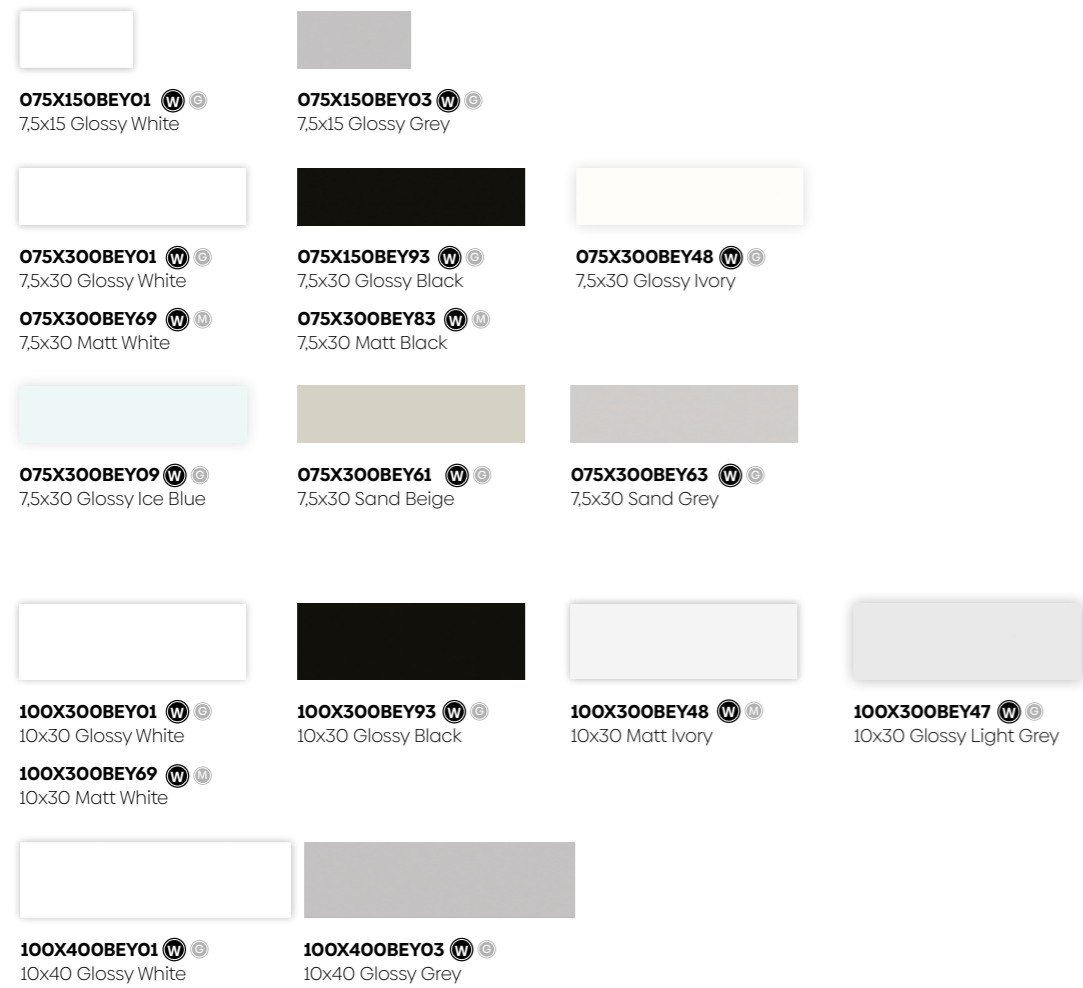 075X150BEY01 W G
7,5x15 Glossy White
075X150BEY03 W G
7,5x15 Glossy Grey
075X300BEY01 W G
7,5x30 Glossy White
075X300BEY69 W M
7,5x30 Matt White
075X150BEY93 W G
7,5x30 Glossy Black
075X300BEY83 W M
7,5x30 Matt Black
075X300BEY48 W G
7,5x30 Glossy Ivory
075X300BEY09 W G
7,5x30 Glossy Ice Blue
075X300BEY61 W G
7,5x30 Sand Beige
075X300BEY63 W G
7,5x30 Sand Grey
100X300BEY01 W G
10x30 Glossy White
100X300BEY69 W M
10x30 Matt White
100X300BEY93 W G
10x30 Glossy Black
100X300BEY48 W M
10x30 Matt Ivory
100X300BEY47 W G
10x30 Glossy Light Grey
100X400BEY01 W G
10x40 Glossy White
100X400BEY03 W G
10x40 Glossy Grey